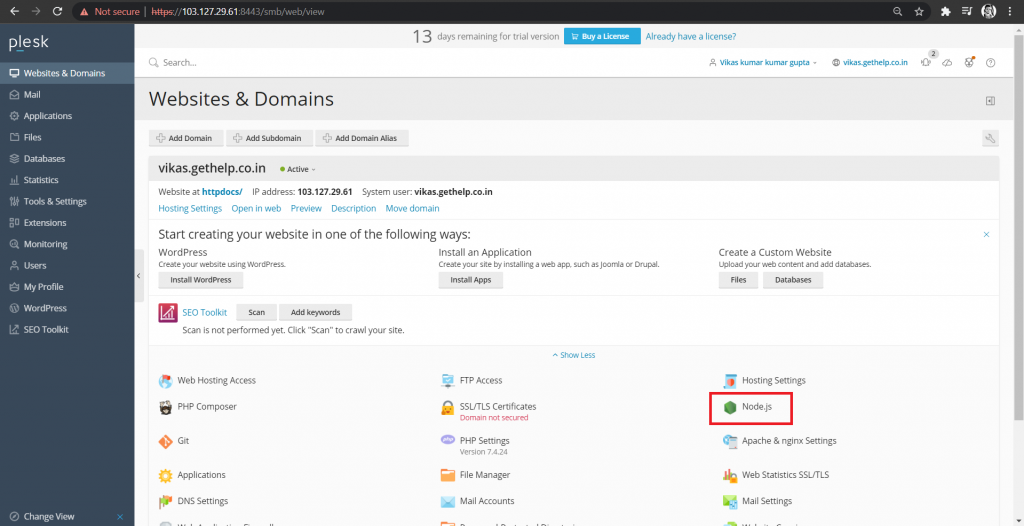 Not secure | https://103.127.29.61:8443/smb/web/view
plesk
13 days remaining for trial version Buy a License Already have a license?
Search...
Vikas kumar kumar gupta
vikas.gethelp.co.in
2
Websites & Domains
Mail
Applications
Files
Databases
Statistics
Tools & Settings
Extensions
Monitoring
Users
My Profile
WordPress
SEO Toolkit
Change View
Websites & Domains
Add Domain Add Subdomain Add Domain Alias
vikas.gethelp.co.in Active
Website at httpdocs/ IP address: 103.127.29.61 System user: vikas.gethelp.co.in
Hosting Settings Open in web Preview Description Move domain
Start creating your website in one of the following ways:
WordPress
Create your website using WordPress.
Install WordPress
Install an Application
Create your site by installing a web app, such as Joomla or Drupal.
Install Apps
Create a Custom Website
Upload your web content and add databases.
Files Databases
SEO Toolkit Scan Add keywords
Scan is not performed yet. Click "Scan" to crawl your site.
Show Less
Web Hosting Access FTP Access Hosting Settings
PHP Composer SSL/TLS Certificates Node.js
Domain not secured
Git PHP Settings Apache & nginx Settings
Version 7.4.24
Applications File Manager Web Statistics SSL/TLS
DNS Settings Mail Accounts Mail Settings